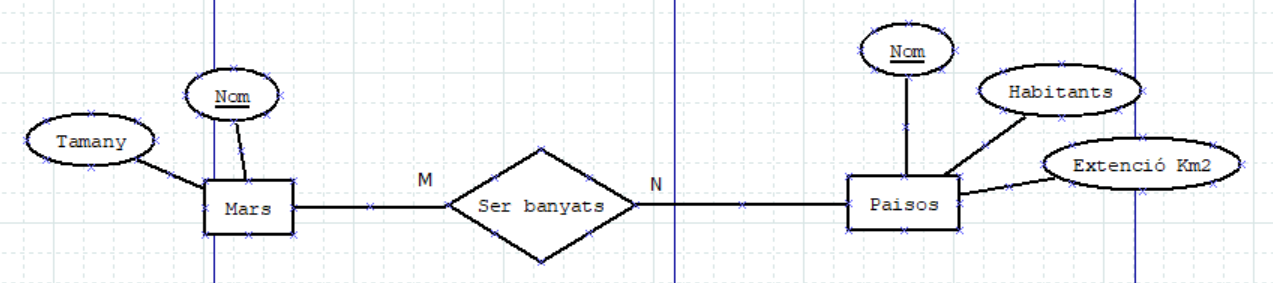 Nom
Nom
Habitants
Tamany
Extenció Km2
M
N
Mars
Ser banyats
Paisos